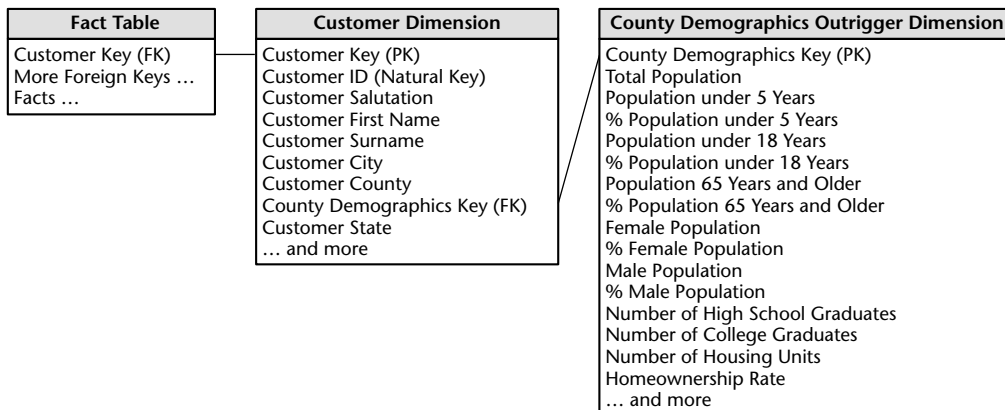 Fact Table
Customer Key (FK)
More Foreign Keys …
Facts …
Customer Dimension
Customer Key (PK)
Customer ID (Natural Key)
Customer Salutation
Customer First Name
Customer Surname
Customer City
Customer County
County Demographics Key (FK)
Customer State
… and more
County Demographics Outrigger Dimension
County Demographics Key (PK)
Total Population
Population under 5 Years
% Population under 5 Years
Population under 18 Years
% Population under 18 Years
Population 65 Years and Older
% Population 65 Years and Older
Female Population
% Female Population
Male Population
% Male Population
Number of High School Graduates
Number of College Graduates
Number of Housing Units
Homeownership Rate
… and more